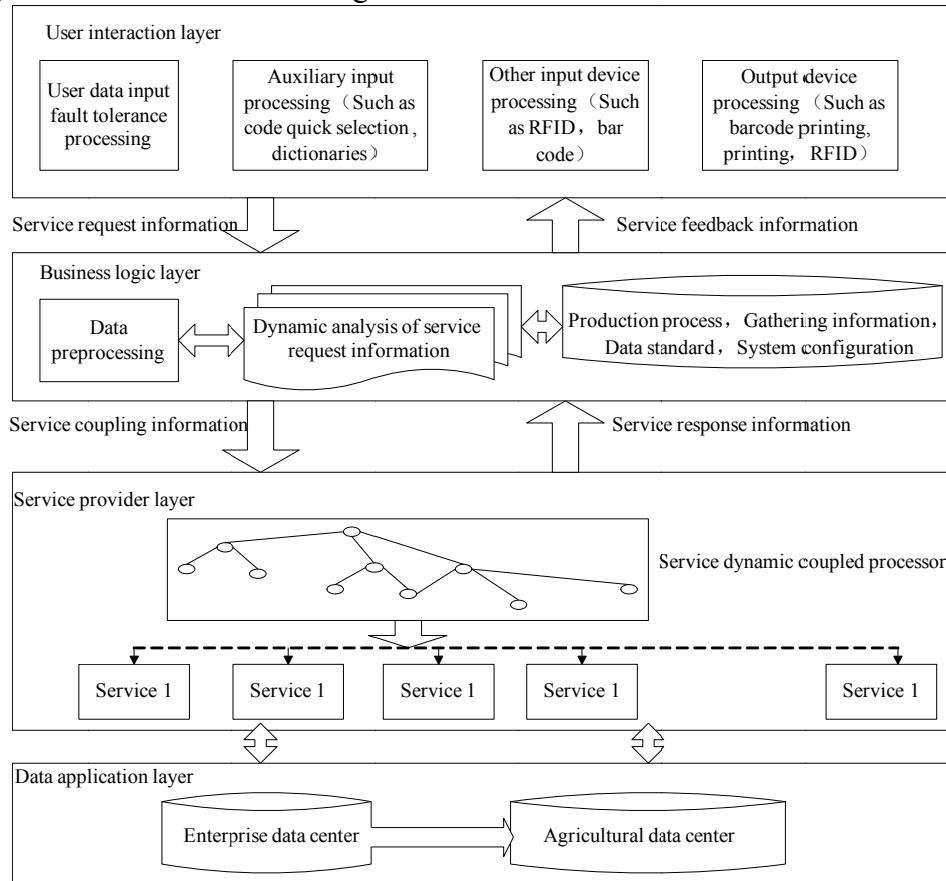 User interaction layer
User data input
fault tolerance
processing
Auxiliary input
processing（Such as
code quick selection,
dictionaries）
Other input device
processing（Such
as RFID，bar
code）
Output device
processing（Such as
barcode printing,
printing，RFID）
Service request information
Service feedback information
Business logic layer
Data
preprocessing
Dynamic analysis of service
request information
Production process，Gathering information，
Data standard，System configuration
Service coupling information
Service response information
Service provider layer
Service dynamic coupled processor
Service 1
Service 1
Service 1
Service 1
Service 1
Data application layer
Enterprise data center
Agricultural data center